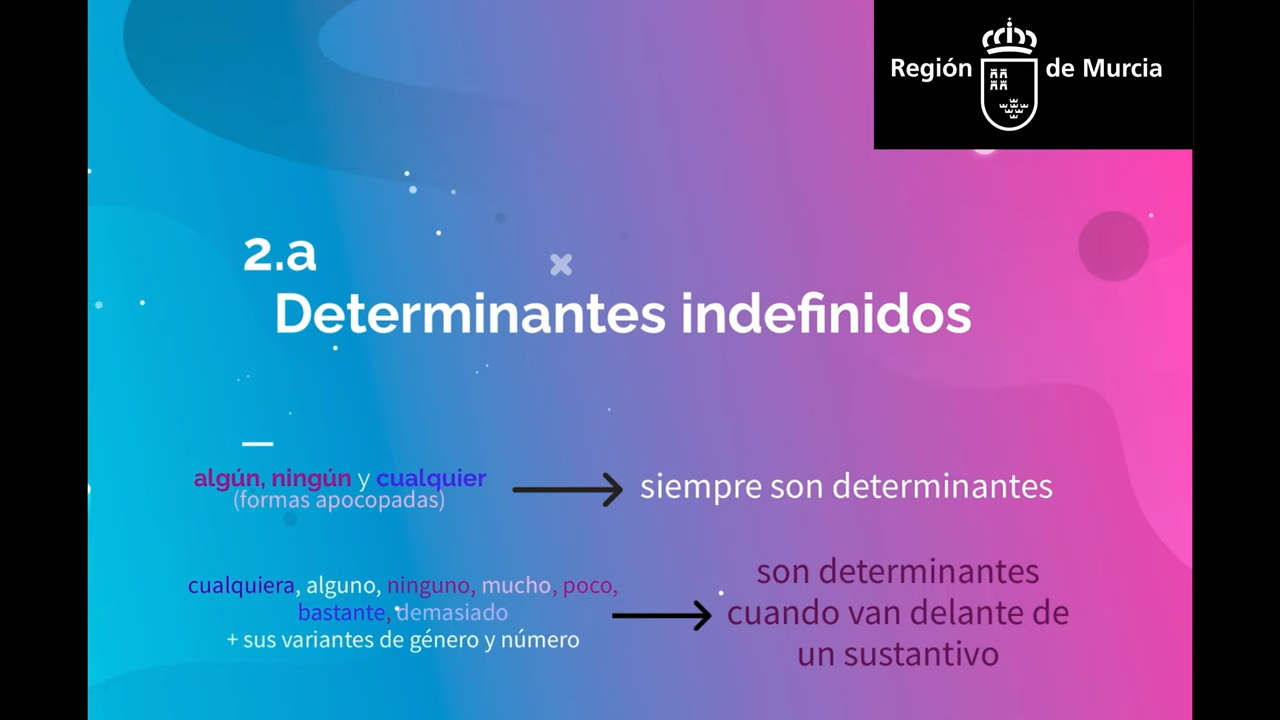 Región de Murcia
2.a
Determinantes indefinidos
algún, ningún y cualquier
(formas apocopadas)
siempre son determinantes
cualquiera, alguno, ninguno, mucho, poco,
bastante, demasiado
+ sus variantes de género y número
son determinantes
cuando van delante de
un sustantivo